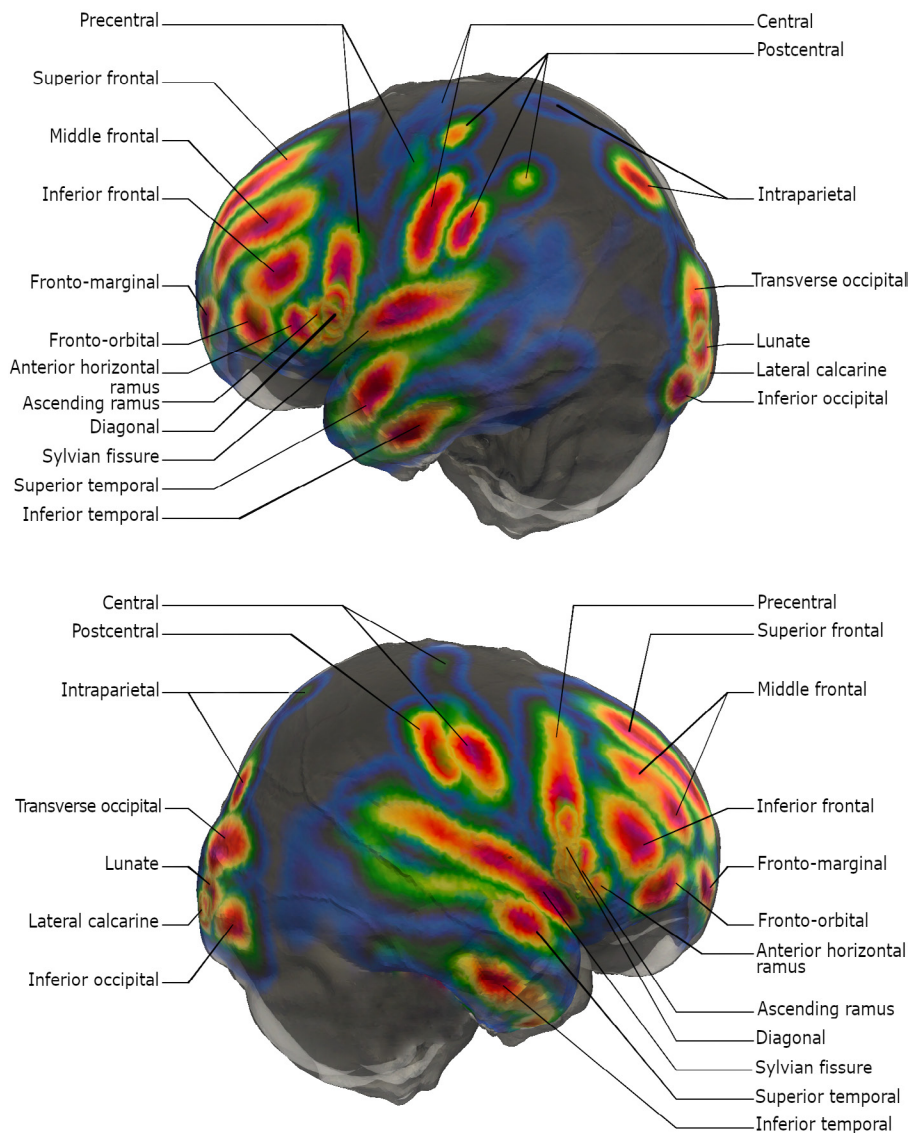 Precentral
Superior frontal
Middle frontal
Inferior frontal
Fronto-marginal
Fronto-orbital
Anterior horizontal
ramus
Ascending ramus
Diagonal
Sylvian fissure
Superior temporal
Inferior temporal
Central
Postcentral
Intraparietal
Transverse occipital
Lunate
Lateral calcarine
Inferior occipital
Central
Postcentral
Intraparietal
Transverse occipital
Lunate
Lateral calcarine
Inferior occipital
Precentral
Superior frontal
Middle frontal
Inferior frontal
Fronto-marginal
Fronto-orbital
Anterior horizontal
ramus
Ascending ramus
Diagonal
Sylvian fissure
Superior temporal
Inferior temporal